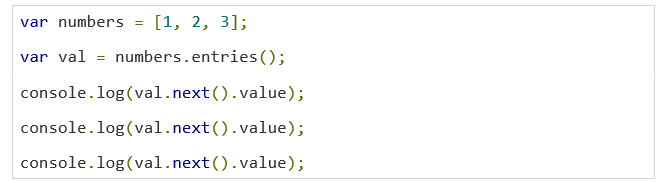 var numbers = [1, 2, 3];
var val = numbers.entries();
console.log(val.next().value);
console.log(val.next().value);
console.log(val.next().value);